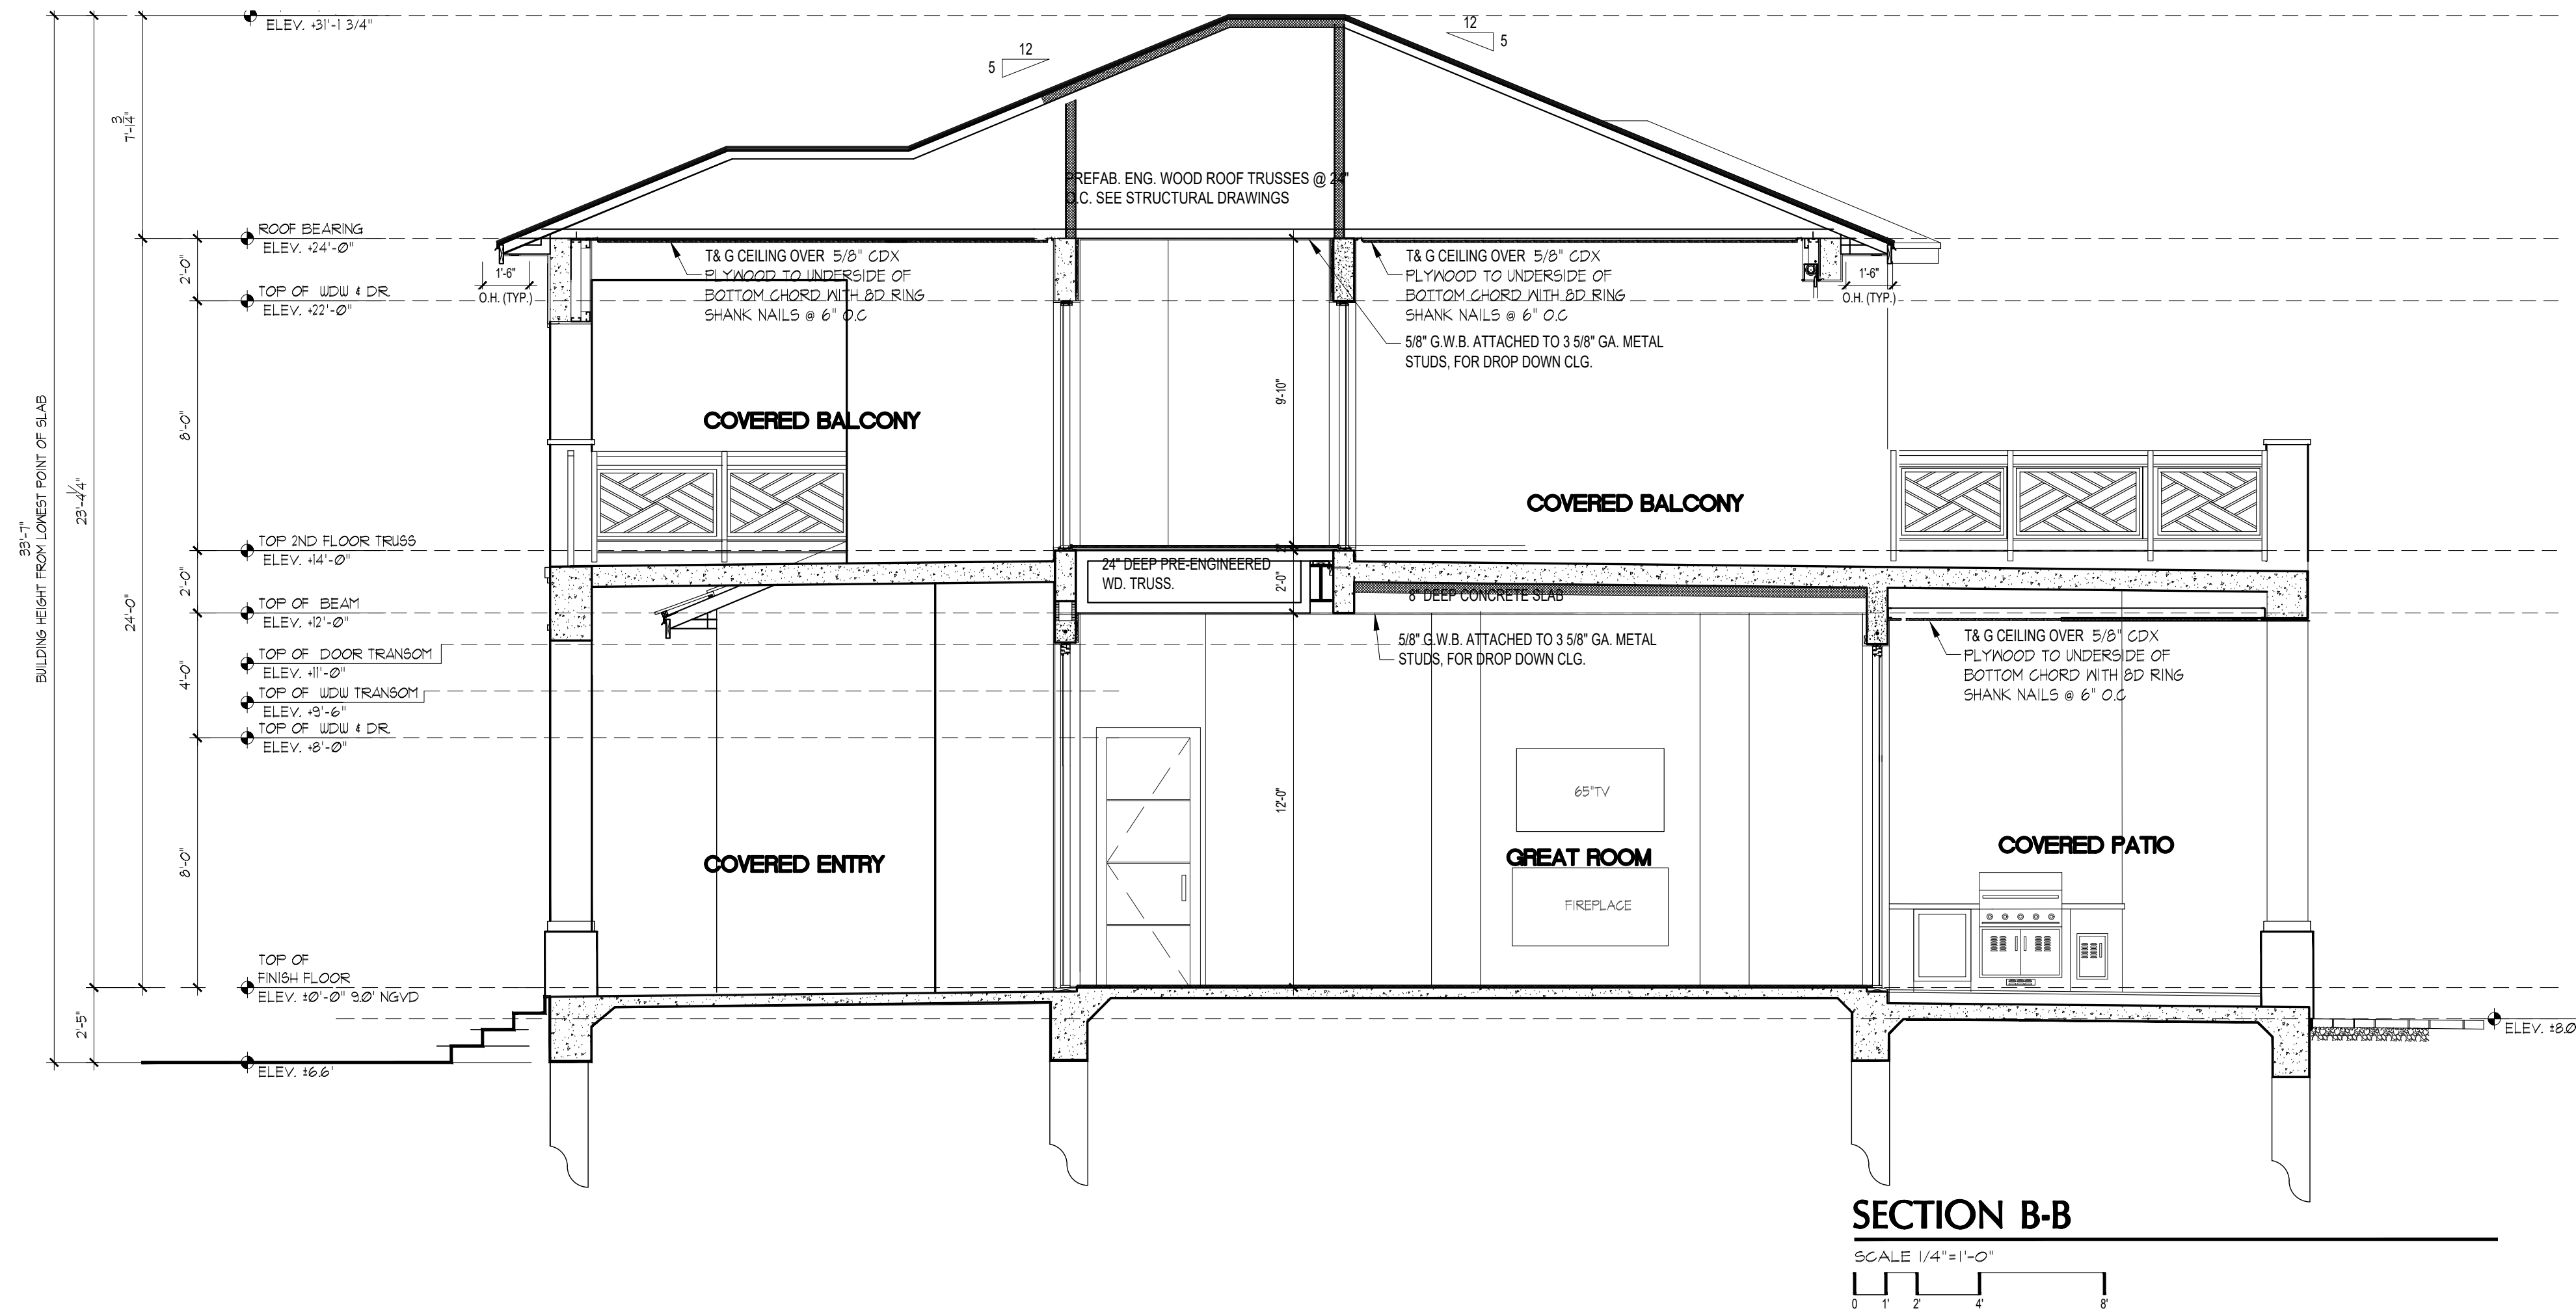 ELEV. +31'-1 3/4"
12
5
12
5
7'-1 3/4"
PREFAB. ENG. WOOD ROOF TRUSSES @ 24"
O.C. SEE STRUCTURAL DRAWINGS
ROOF BEARING
ELEV. +24'-0"
2'-0"
TOP OF WDW & DR.
ELEV. +22'-0"
1'-6"
O.H. (TYP.)
T& G CEILING OVER 5/8" CDX
PLYWOOD TO UNDERSIDE OF
BOTTOM CHORD WITH 8D RING
SHANK NAILS @ 6" O.C
T& G CEILING OVER 5/8" CDX
PLYWOOD TO UNDERSIDE OF
BOTTOM CHORD WITH 8D RING
SHANK NAILS @ 6" O.C
1'-6"
O.H. (TYP.)
5/8" G.W.B. ATTACHED TO 3 5/8" GA. METAL
STUDS, FOR DROP DOWN CLG.
9'-10"
8'-0"
COVERED BALCONY
COVERED BALCONY
BUILDING HEIGHT FROM LOWEST POINT OF SLAB
33'-7"
23'-4 1/4"
24'-0"
TOP 2ND FLOOR TRUSS
ELEV. +14'-0"
2'-0"
24" DEEP PRE-ENGINEERED
WD. TRUSS.
2'-0"
8" DEEP CONCRETE SLAB
TOP OF BEAM
ELEV. +12'-0"
TOP OF DOOR TRANSOM
ELEV. +11'-0"
4'-0"
TOP OF WDW TRANSOM
ELEV. +9'-6"
TOP OF WDW & DR.
ELEV. +8'-0"
5/8" G.W.B. ATTACHED TO 3 5/8" GA. METAL
STUDS, FOR DROP DOWN CLG.
T& G CEILING OVER 5/8" CDX
PLYWOOD TO UNDERSIDE OF
BOTTOM CHORD WITH 8D RING
SHANK NAILS @ 6" O.C
8'-0"
12'-0"
65"TV
COVERED ENTRY
GREAT ROOM
COVERED PATIO
FIREPLACE
TOP OF
FINISH FLOOR
ELEV. ±0'-0" 9.0' NGVD
2'-5"
ELEV. ±6.6'
ELEV. ±8.0
SECTION B-B
SCALE 1/4"=1'-0"
0 1' 2' 4' 8'